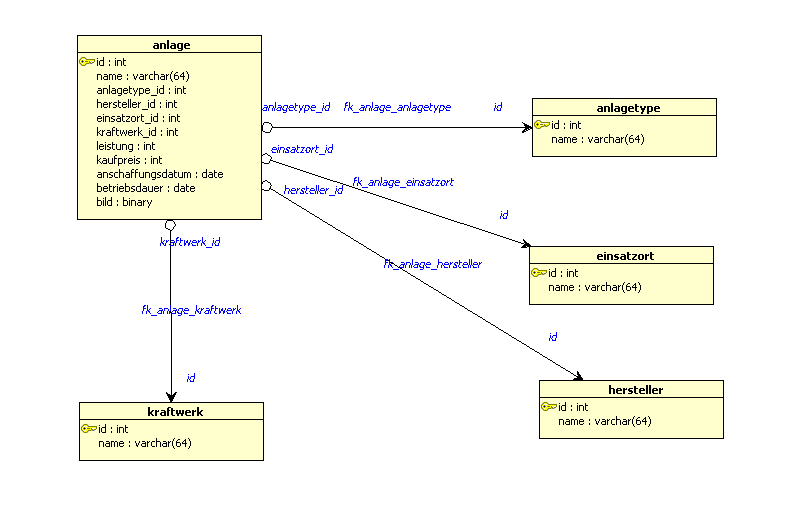 anlage
id : int
name : varchar(64)
anlagetype_id : int
hersteller_id : int
einsatzort_id : int
kraftwerk_id : int
leistung : int
kaufpreis : int
anschaffungsdatum : date
betriebsdauer : date
bild : binary
anlagetype_id fk_anlage_anlagetype id
anlagetype
id : int
name : varchar(64)
einsatzort_id
fk_anlage_einsatzort
id
einsatzort
id : int
name : varchar(64)
hersteller_id
fk_anlage_hersteller
id
hersteller
id : int
name : varchar(64)
kraftwerk_id
fk_anlage_kraftwerk
id
kraftwerk
id : int
name : varchar(64)